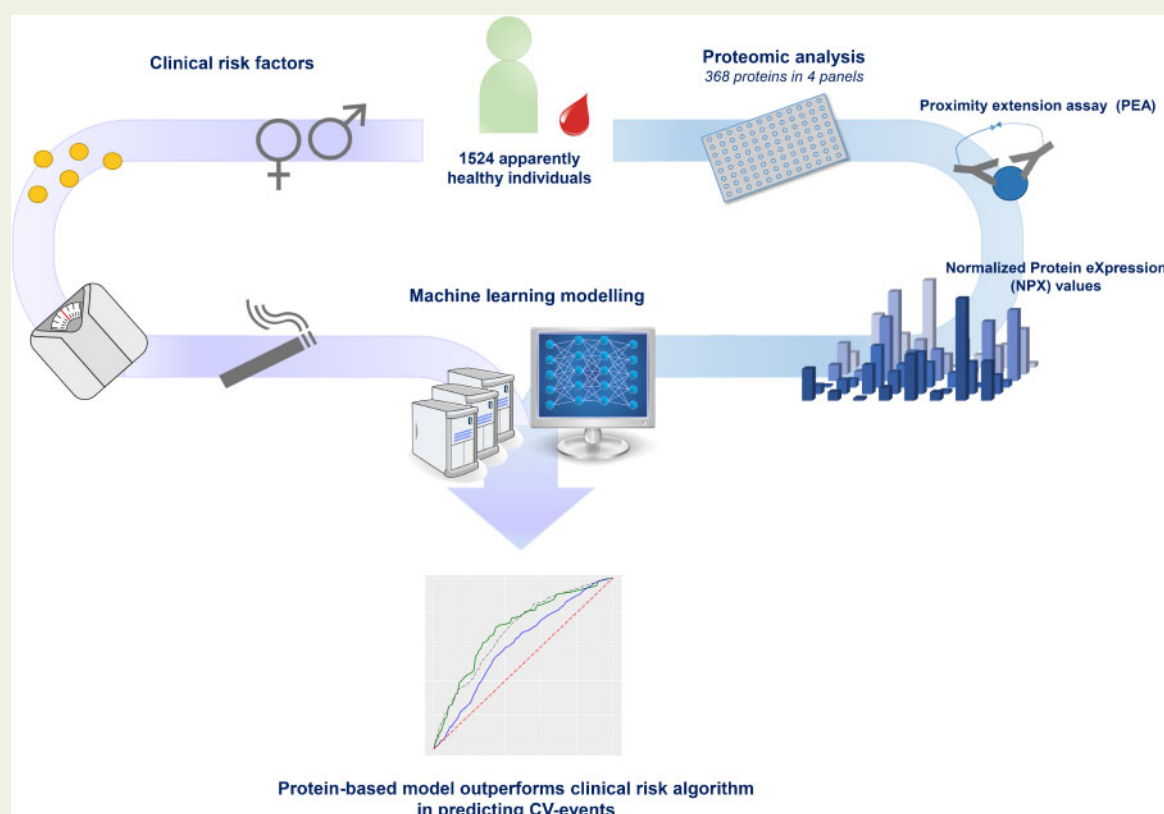 Clinical risk factors
1524 apparently
healthy individuals
Proteomic analysis
368 proteins in 4 panels
Proximity extension assay (PEA)
Normalized Protein eXpression
(NPX) values
Machine learning modelling
Protein-based model outperforms clinical risk algorithm
in predicting CV-events